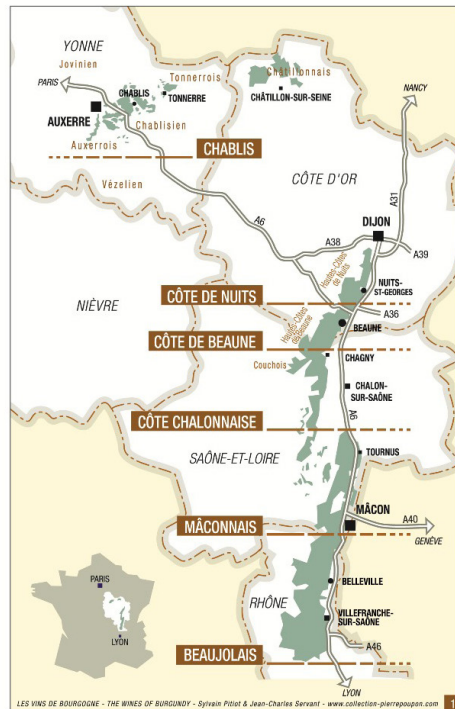 YONNE
Jovinien
Tonnerrois
Châtillonnais
PARIS
CHABLIS
TONNERRE
CHÂTILLON-SUR-SEINE
NANCY
AUXERRE
Chablisien
Auxerrois
CHABLIS
Vézelien
CÔTE D'OR
A6
A31
DIJON
A38
A39
Hautes-Côtes
de Nuits
NUITS-
ST-GEORGES
NIÈVRE
CÔTE DE NUITS
A36
Hautes-Côtes
de Beaune
BEAUNE
CÔTE DE BEAUNE
CHAGNY
Couchois
CHALON-
SUR-SAÔNE
CÔTE CHALONNAISE
A6
SAÔNE-ET-LOIRE
TOURNUS
MÂCON
MÂCONNAIS
A40
GENÈVE
PARIS
LYON
BELLEVILLE
RHÔNE
VILLEFRANCHE-
SUR-SAÔNE
A46
BEAUJOLAIS
LYON
LES VINS DE BOURGOGNE - THE WINES OF BURGUNDY - Sylvain Pitiot & Jean-Charles Servant - www.collection-pierrepoupon.com 1